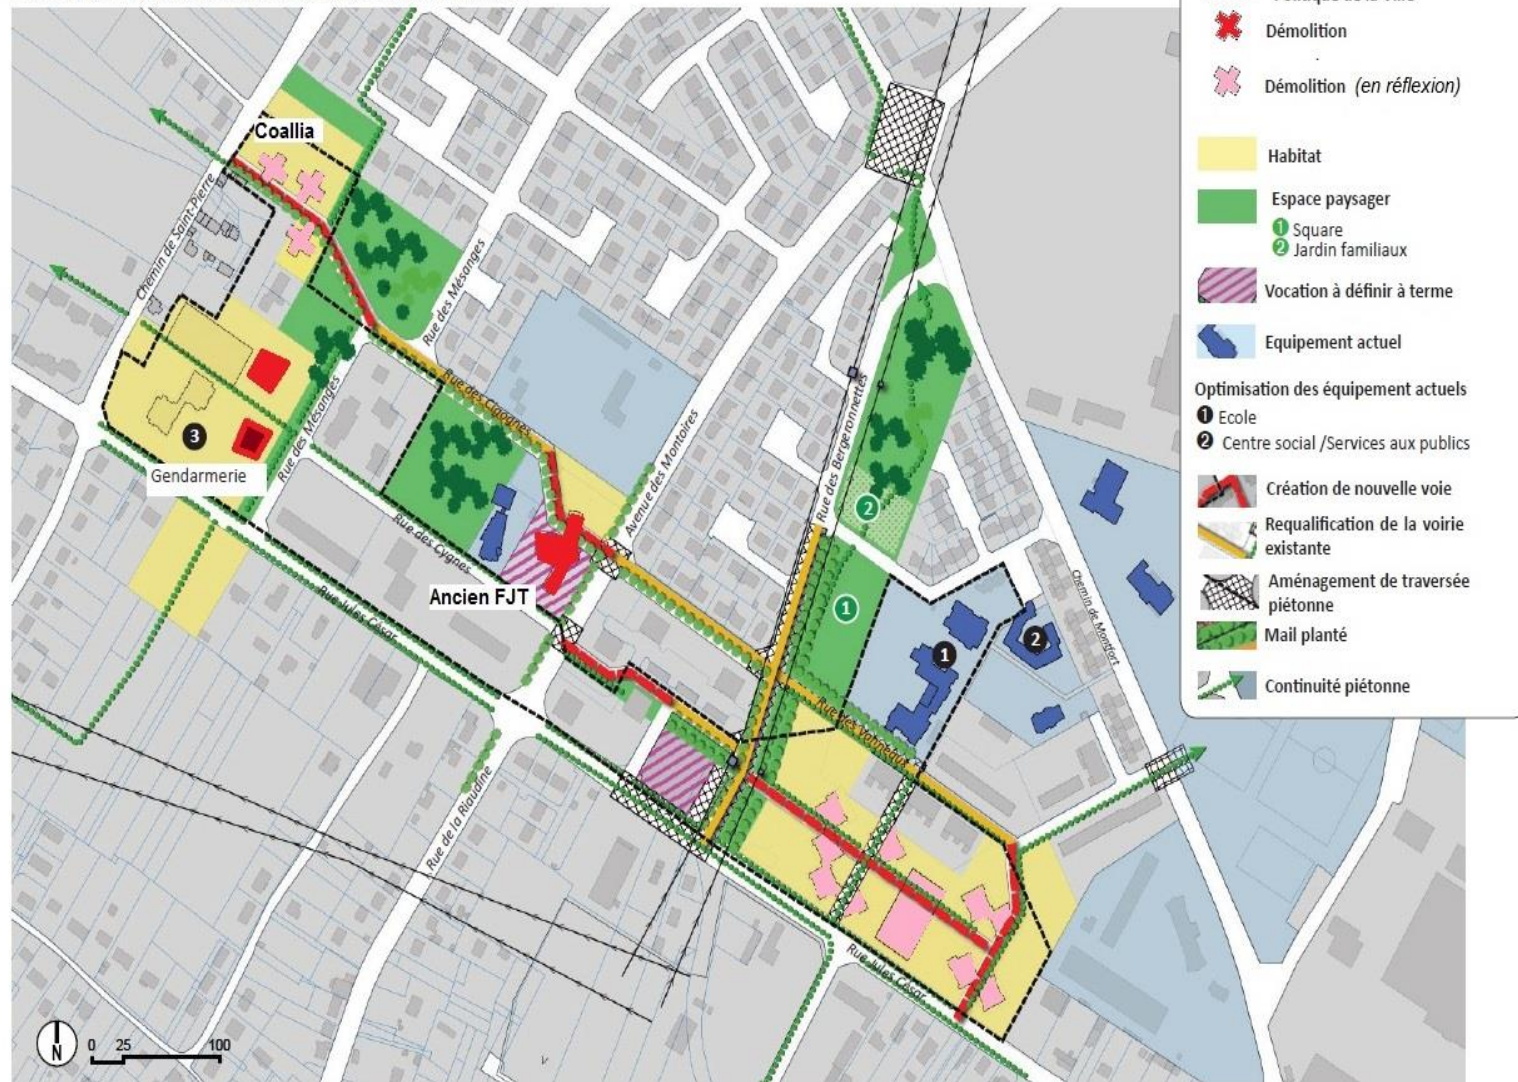 Démolition
Démolition (en réflexion)
Habitat
Espace paysager
1 Square
2 Jardin familiaux
Vocation à définir à terme
Equipement actuel
Optimisation des équipement actuels
1 Ecole
2 Centre social /Services aux publics
Création de nouvelle voie
Requalification de la voirie
existante
Aménagement de traversée
piétonne
Mail planté
Continuité piétonne
Coallia
Chemin de Saint-Pierre
Rue des Mésanges
Rue des Cigognes
3
Gendarmerie
Rue des Mésanges
Avenue des Montoires
Rue des Bergeronnettes
2
Rue des Cygnes
Ancien FJT
Rue Jules César
1
1
2
Chemin de Montfort
Rue des Vanneaux
Rue de la Riaudine
Rue Jules César
N
0 25 100